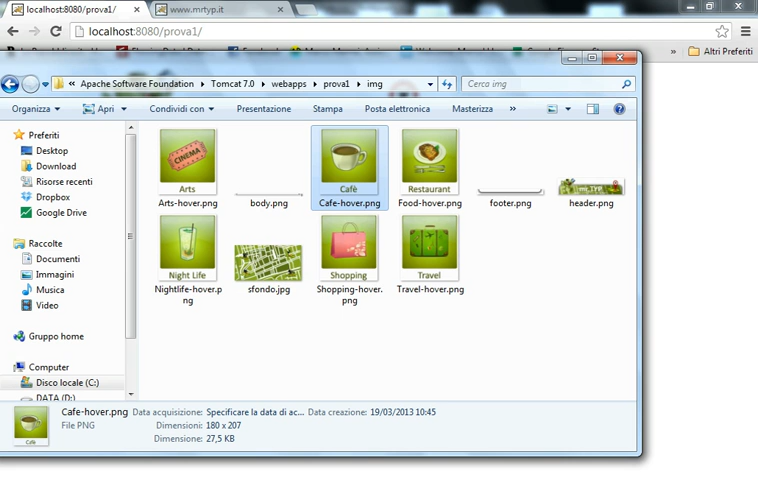 localhost:8080/prova1/
www.mrtyp.it
localhost:8080/prova1/
Altri Preferiti
Apache Software Foundation
Tomcat 7.0
webapps
prova1
img
Cerca img
Organizza
Apri
Condividi con
Presentazione
Stampa
Posta elettronica
Masterizza
Preferiti
Desktop
Download
Risorse recenti
Dropbox
Google Drive
Raccolte
Documenti
Immagini
Musica
Video
Gruppo home
Computer
Disco locale (C:)
DATA (D:)
CINEMA
Arts
Cafè
Restaurant
mr.TYP
Arts-hover.png
body.png
Cafe-hover.png
Food-hover.png
footer.png
header.png
Night Life
Shopping
Travel
Nightlife-hover.p
ng
sfondo.jpg
Shopping-hover.
png
Travel-hover.png
Cafe-hover.png
Data acquisizione: Specificare la data di ac...
Data creazione: 19/03/2013 10:45
File PNG
Dimensioni: 180 x 207
Dimensione: 27,5 KB
Cafè